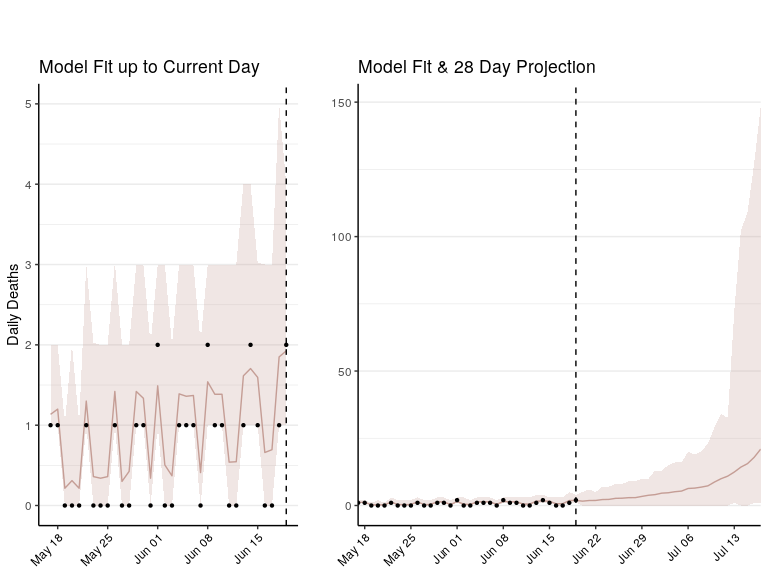 Model Fit up to Current Day
Model Fit & 28 Day Projection
Daily Deaths
5
4
3
2
1
0
May 18
May 25
Jun 01
Jun 08
Jun 15
150
100
50
0
May 18
May 25
Jun 01
Jun 08
Jun 15
Jun 22
Jun 29
Jul 06
Jul 13